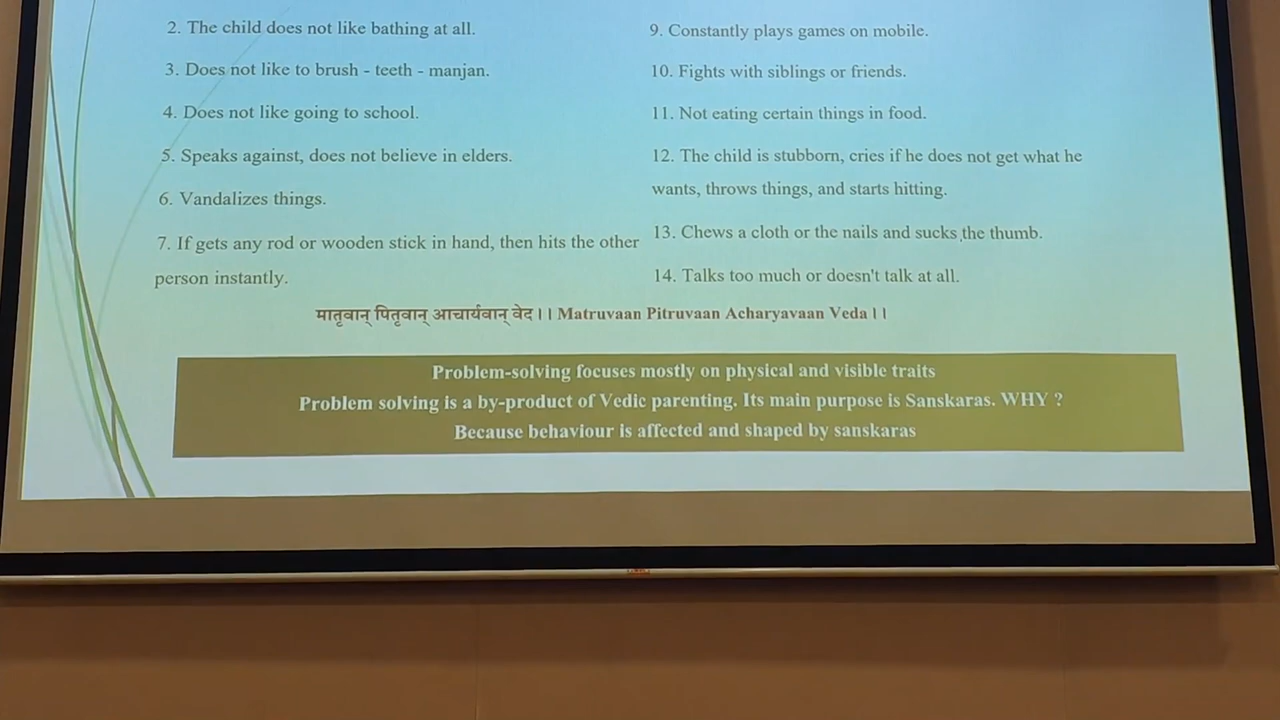 2. The child does not like bathing at all.
3. Does not like to brush - teeth - manjan.
4. Does not like going to school.
5. Speaks against, does not believe in elders.
6. Vandalizes things.
7. If gets any rod or wooden stick in hand, then hits the other
person instantly.
9. Constantly plays games on mobile.
10. Fights with siblings or friends.
11. Not eating certain things in food.
12. The child is stubborn, cries if he does not get what he
wants, throws things, and starts hitting.
13. Chews a cloth or the nails and sucks the thumb.
14. Talks too much or doesn't talk at all.
मातृवान् पितृवान् आचार्यवान् वेद।। Matruvaan Pitruvaan Acharyavaan Veda।।
Problem-solving focuses mostly on physical and visible traits
Problem solving is a by-product of Vedic parenting. Its main purpose is Sanskaras. WHY ?
Because behaviour is affected and shaped by sanskaras